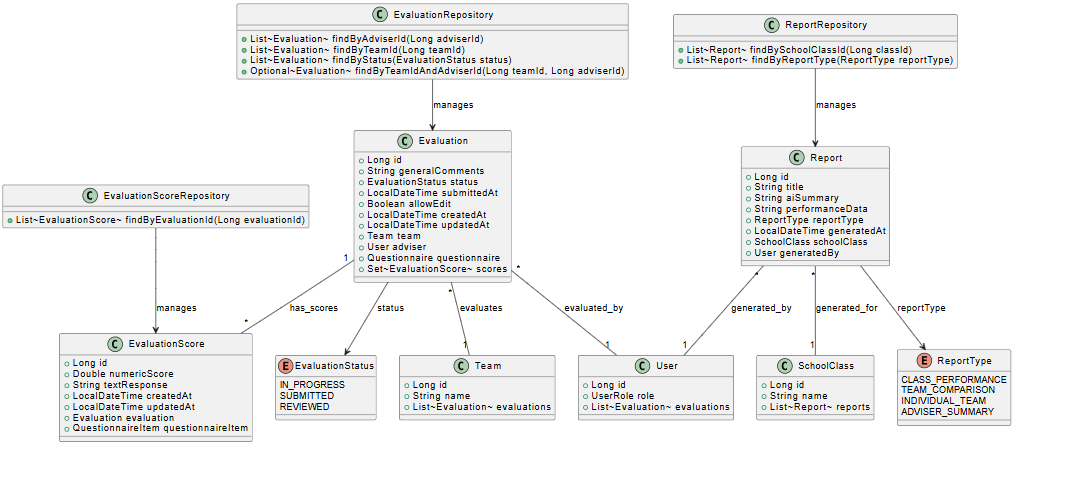 C EvaluationRepository
List~Evaluation~ findByAdviserId(Long adviserId)
List~Evaluation~ findByTeamId(Long teamId)
List~Evaluation~ findByStatus(EvaluationStatus status)
Optional~Evaluation~ findByTeamIdAndAdviserId(Long teamId, Long adviserId)
C ReportRepository
List~Report~ findBySchoolClassId(Long classId)
List~Report~ findByReportType(ReportType reportType)
manages
manages
C Evaluation
Long id
String generalComments
EvaluationStatus status
LocalDateTime submittedAt
Boolean allowEdit
LocalDateTime createdAt
LocalDateTime updatedAt
Team team
User adviser
Questionnaire questionnaire
Set~EvaluationScore~ scores
C Report
Long id
String title
String aiSummary
String performanceData
ReportType reportType
LocalDateTime generatedAt
SchoolClass schoolClass
User generatedBy
C EvaluationScoreRepository
List~EvaluationScore~ findByEvaluationId(Long evaluationId)
manages
1
has_scores
*
status
*
evaluates
1
*
evaluated_by
1
*
generated_by
1
*
generated_for
1
reportType
C EvaluationScore
Long id
Double numericScore
String textResponse
LocalDateTime createdAt
LocalDateTime updatedAt
Evaluation evaluation
QuestionnaireItem questionnaireItem
E EvaluationStatus
IN_PROGRESS
SUBMITTED
REVIEWED
C Team
Long id
String name
List~Evaluation~ evaluations
C User
Long id
UserRole role
List~Evaluation~ evaluations
C SchoolClass
Long id
String name
List~Report~ reports
E ReportType
CLASS_PERFORMANCE
TEAM_COMPARISON
INDIVIDUAL_TEAM
ADVISER_SUMMARY